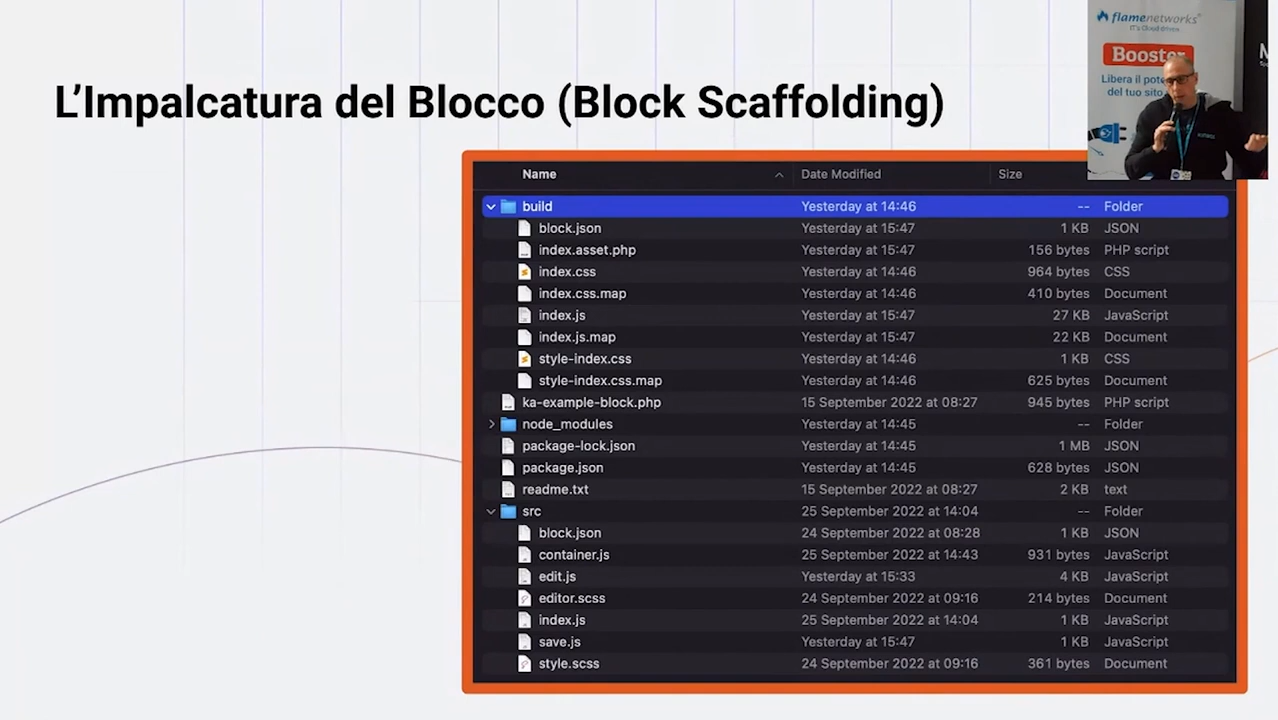 flamenetworks®
IT's Cloud driven
Booster
Libera il pote
del tuo sito
L'Impalcatura del Blocco (Block Scaffolding)
Name Date Modified Size
build Yesterday at 14:46 -- Folder
block.json Yesterday at 15:47 1 KB JSON
index.asset.php Yesterday at 15:47 156 bytes PHP script
index.css Yesterday at 14:46 964 bytes CSS
index.css.map Yesterday at 14:46 410 bytes Document
index.js Yesterday at 15:47 27 KB JavaScript
index.js.map Yesterday at 15:47 22 KB Document
style-index.css Yesterday at 14:46 1 KB CSS
style-index.css.map Yesterday at 14:46 625 bytes Document
ka-example-block.php 15 September 2022 at 08:27 945 bytes PHP script
node_modules Yesterday at 14:45 -- Folder
package-lock.json Yesterday at 14:45 1 MB JSON
package.json Yesterday at 14:45 628 bytes JSON
readme.txt 15 September 2022 at 08:27 2 KB text
src 25 September 2022 at 14:04 -- Folder
block.json 24 September 2022 at 08:28 1 KB JSON
container.js 25 September 2022 at 14:43 931 bytes JavaScript
edit.js Yesterday at 15:33 4 KB JavaScript
editor.scss 24 September 2022 at 09:16 214 bytes Document
index.js 25 September 2022 at 14:04 1 KB JavaScript
save.js Yesterday at 15:47 1 KB JavaScript
style.scss 24 September 2022 at 09:16 361 bytes Document